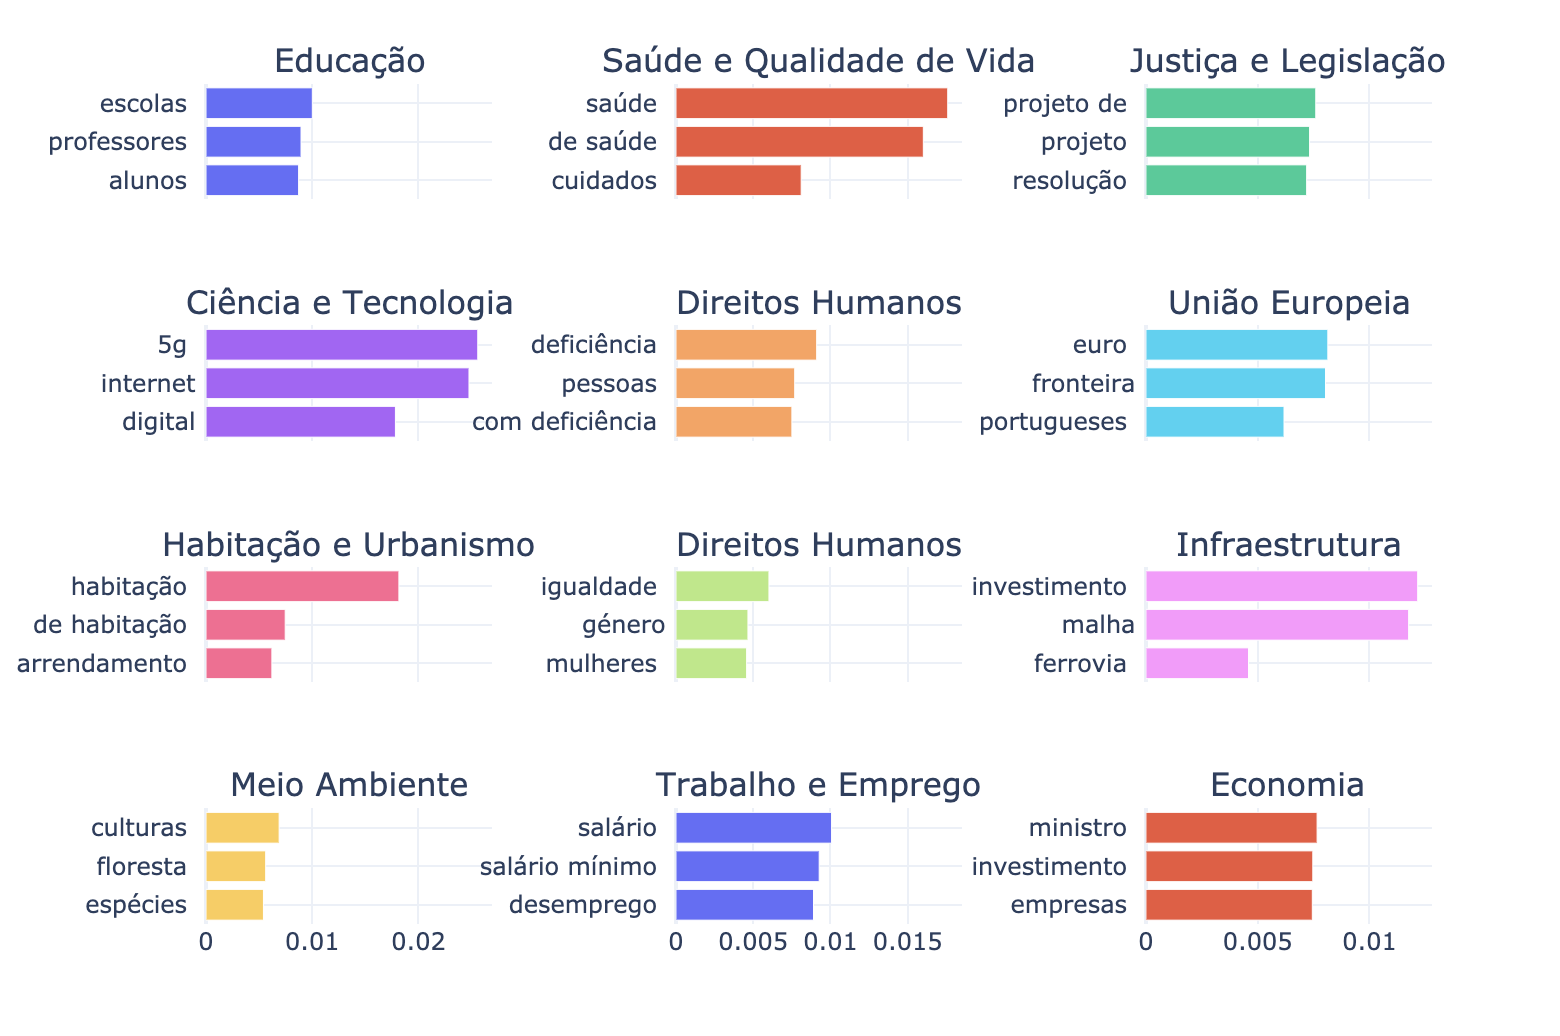 Educação
escolas
professores
alunos
Saúde e Qualidade de Vida
saúde
de saúde
cuidados
Justiça e Legislação
projeto de
projeto
resolução
Ciência e Tecnologia
5g
internet
digital
Direitos Humanos
deficiência
pessoas
com deficiência
União Europeia
euro
fronteira
portugueses
Habitação e Urbanismo
habitação
de habitação
arrendamento
Direitos Humanos
igualdade
género
mulheres
Infraestrutura
investimento
malha
ferrovia
Meio Ambiente
culturas
floresta
espécies
0 0.01 0.02
Trabalho e Emprego
salário
salário mínimo
desemprego
0 0.005 0.01 0.015
Economia
ministro
investimento
empresas
0 0.005 0.01